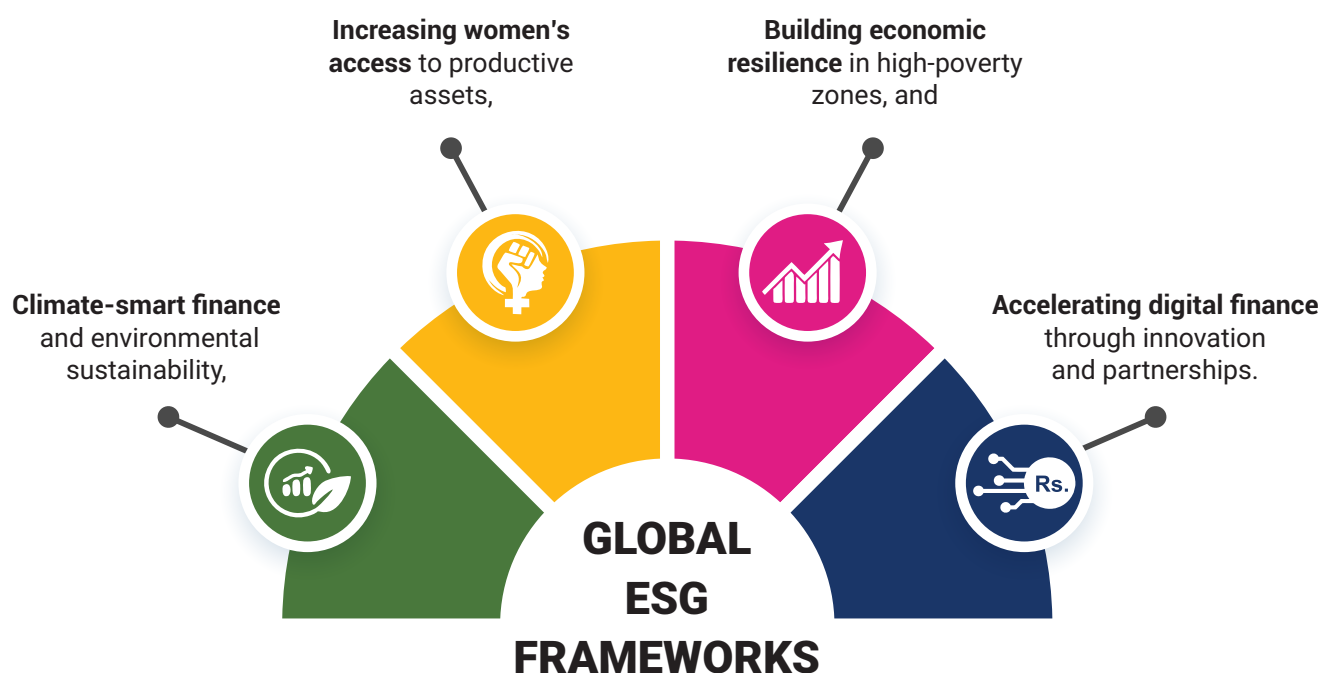 Climate-smart finance
and environmental
sustainability,
Increasing women's
access to productive
assets,
Building economic
resilience in high-poverty
zones, and
Accelerating digital finance
through innovation
and partnerships.
Rs.
GLOBAL
ESG
FRAMEWORKS